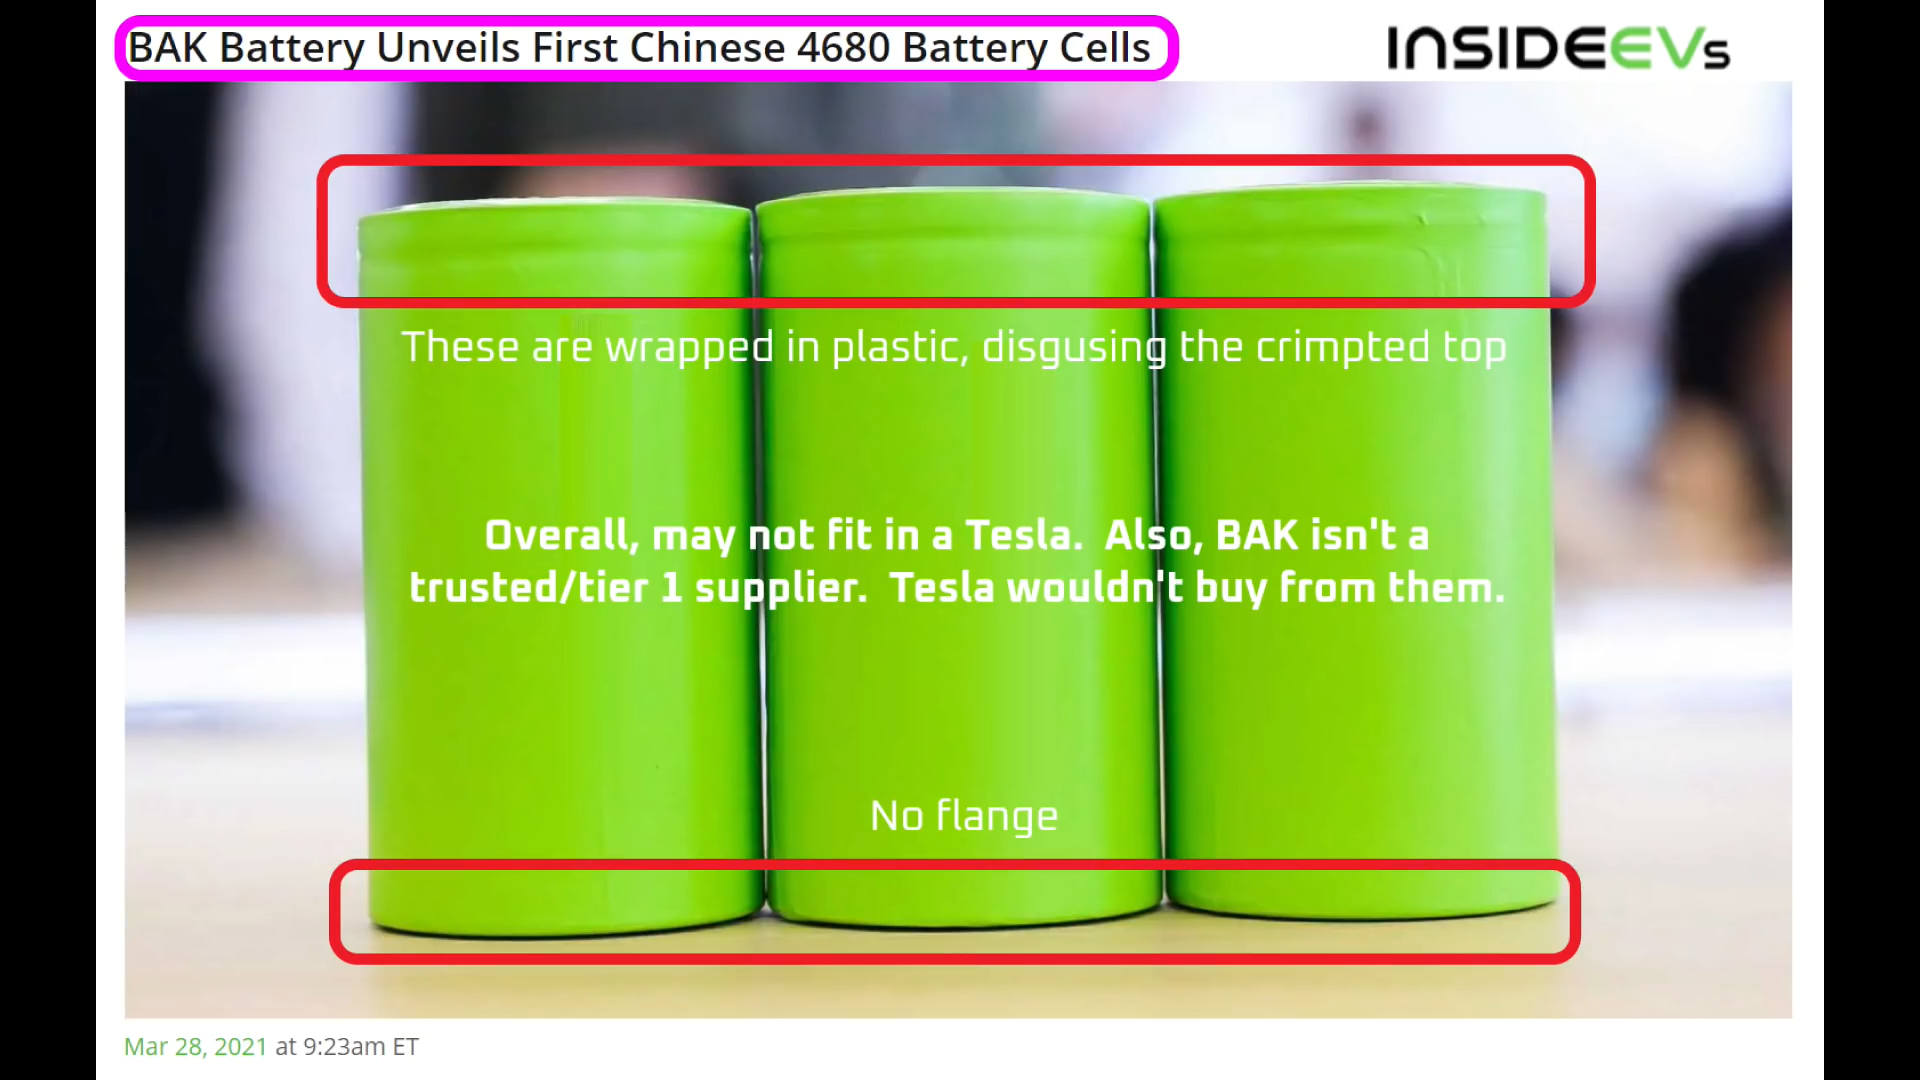 BAK Battery Unveils First Chinese 4680 Battery Cells
INSIDEEVs
These are wrapped in plastic, disgusing the crimpted top
Overall, may not fit in a Tesla. Also, BAK isn't a
trusted/tier 1 supplier. Tesla wouldn't buy from them.
No flange
Mar 28, 2021 at 9:23am ET